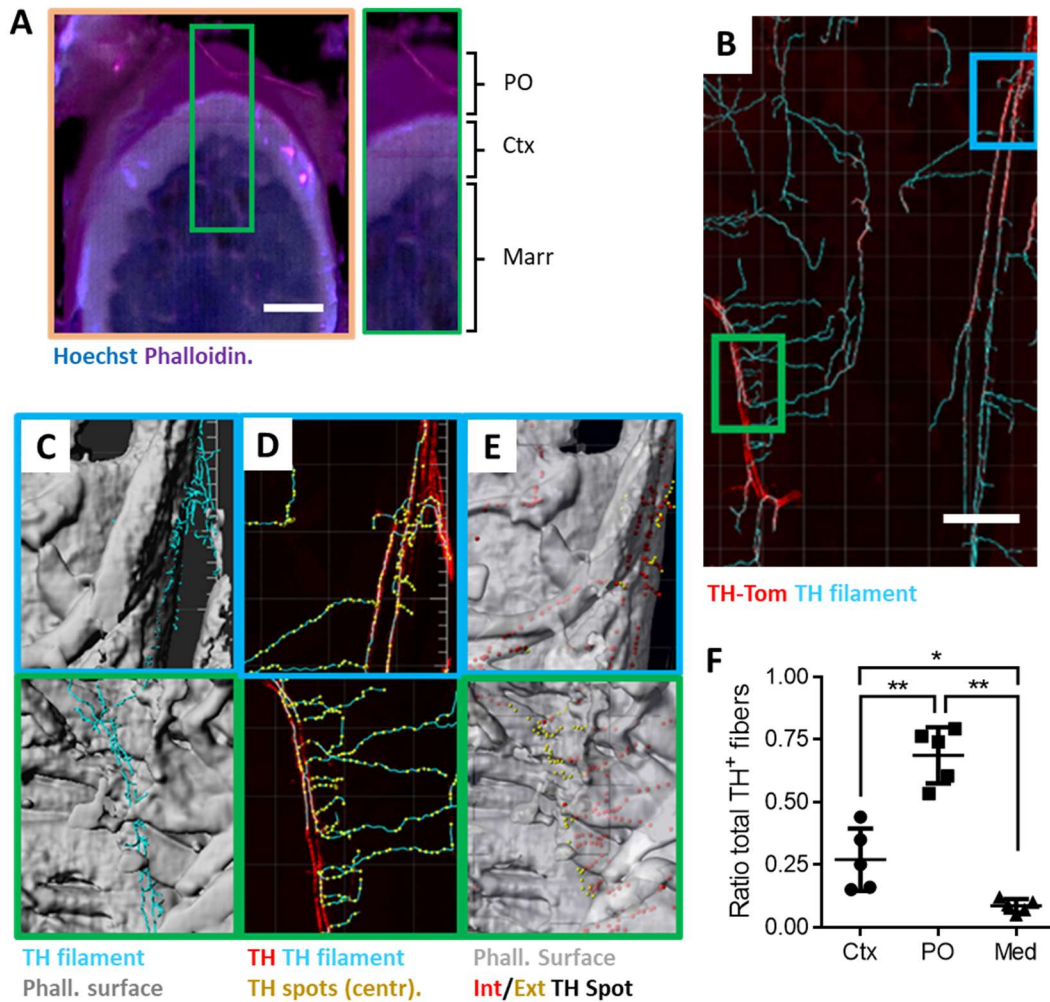 A
PO
Ctx
Marr
Hoechst Phalloidin.
B
TH-Tom TH filament
C
D
E
TH filament
Phall. surface
TH TH filament
TH spots (centr).
Phall. Surface
Int/Ext TH Spot
F
*
** **
1.00
0.75
0.50
0.25
0.00
Ratio total TH⁺ fibers
Ctx PO Med